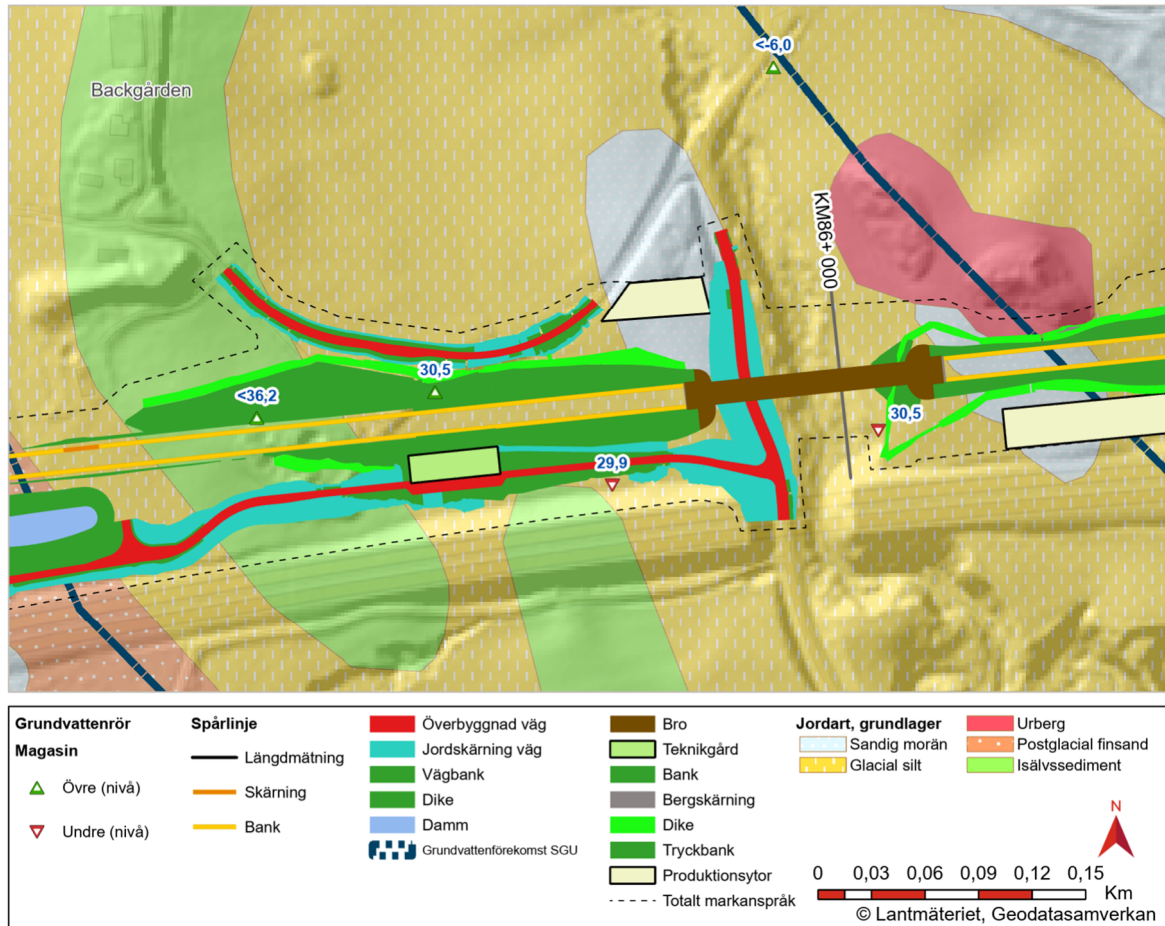 <-6,0
Backgården
KM86+000
30,5
<36,2
30,5
29,9
Grundvattenrör
Magasin
Övre (nivå)
Undre (nivå)
Spårlinje
Längdmätning
Skärning
Bank
Överbyggnad väg
Jordskärning väg
Vägbank
Dike
Damm
Grundvattenförekomst SGU
Bro
Teknikgård
Bank
Bergskärning
Dike
Tryckbank
Produktionsytor
Totalt markanspråk
Jordart, grundlager
Sandig morän
Glacial silt
Urberg
Postglacial finsand
Isälvssediment
N
0 0,03 0,06 0,09 0,12 0,15
Km
© Lantmäteriet, Geodatasamverkan